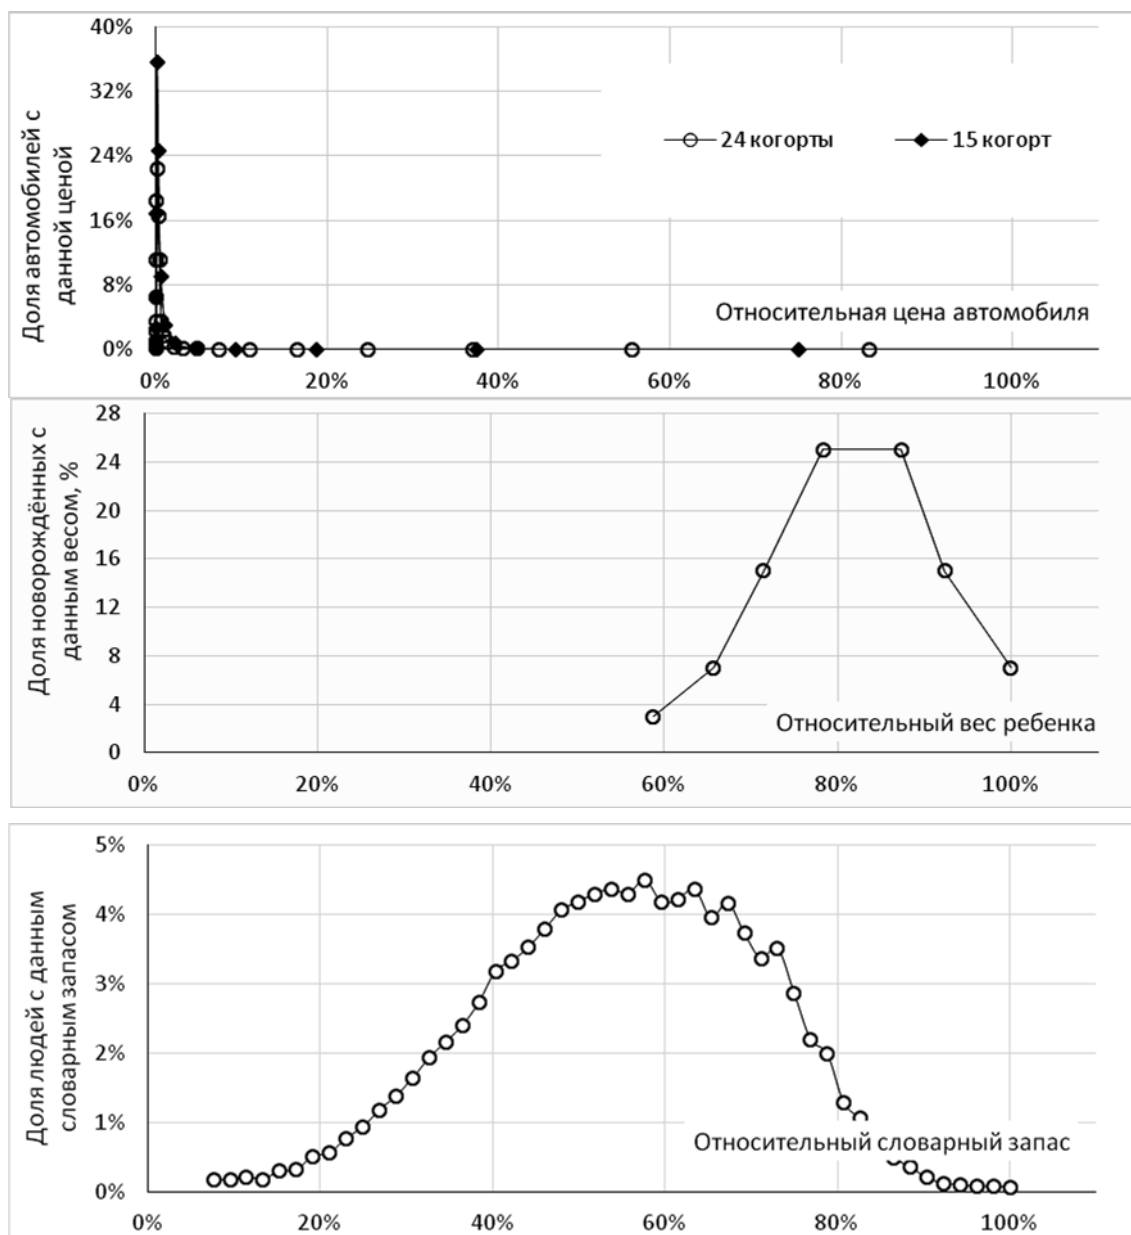 40%
32%
24%
16%
8%
0%
Доля автомобилей с
данной ценой
24 когорты
15 когорт
Относительная цена автомобиля
0% 20% 40% 60% 80% 100%
28
24
20
16
12
8
4
0
Доля новорождённых с
данным весом, %
Относительный вес ребенка
0% 20% 40% 60% 80% 100%
5%
4%
3%
2%
1%
0%
Доля людей с данным
словарным запасом
Относительный словарный запас
0% 20% 40% 60% 80% 100%